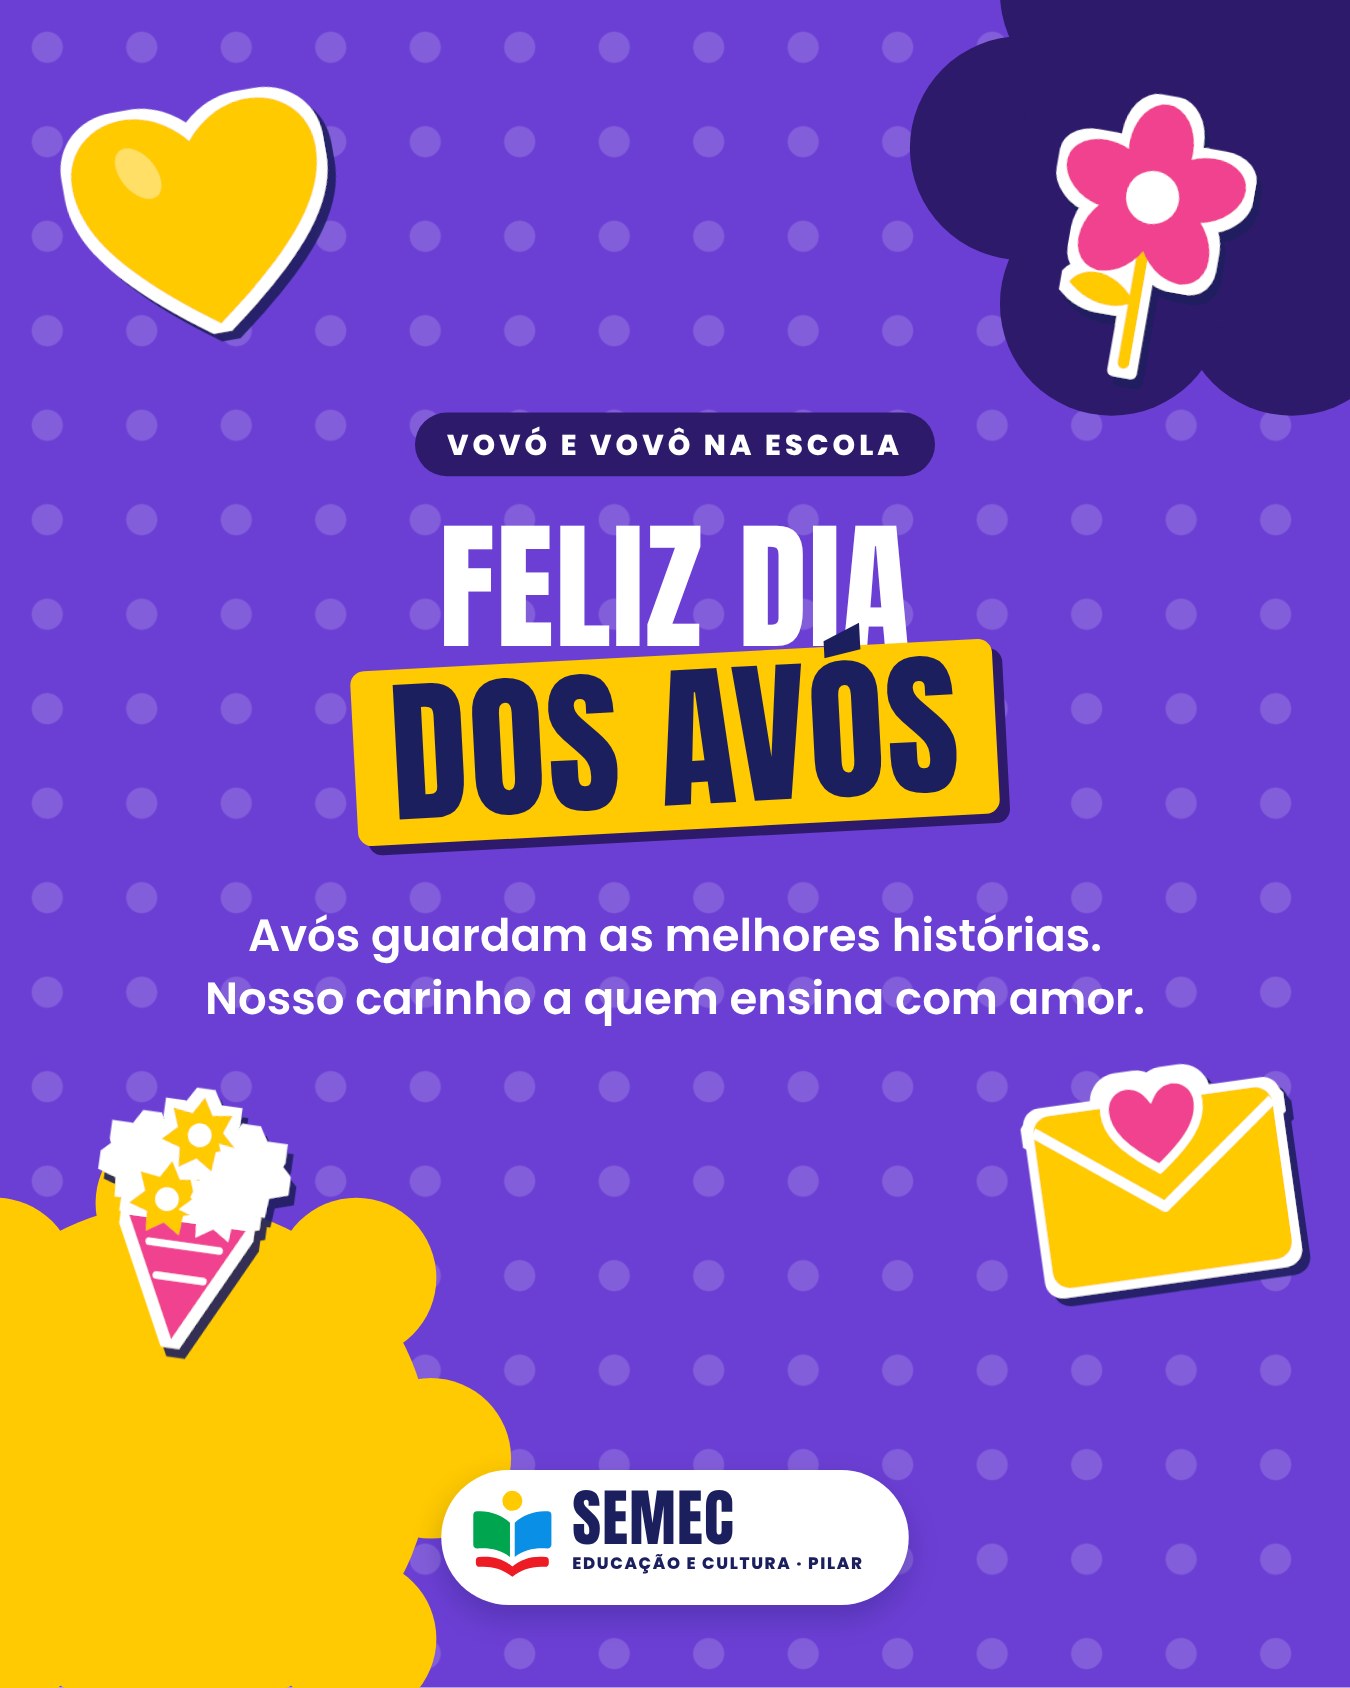 VOVÓ E VOVÔ NA ESCOLA
FELIZ DIA
DOS AVÓS
Avós guardam as melhores histórias.
Nosso carinho a quem ensina com amor.
SEMEC
EDUCAÇÃO E CULTURA · PILAR